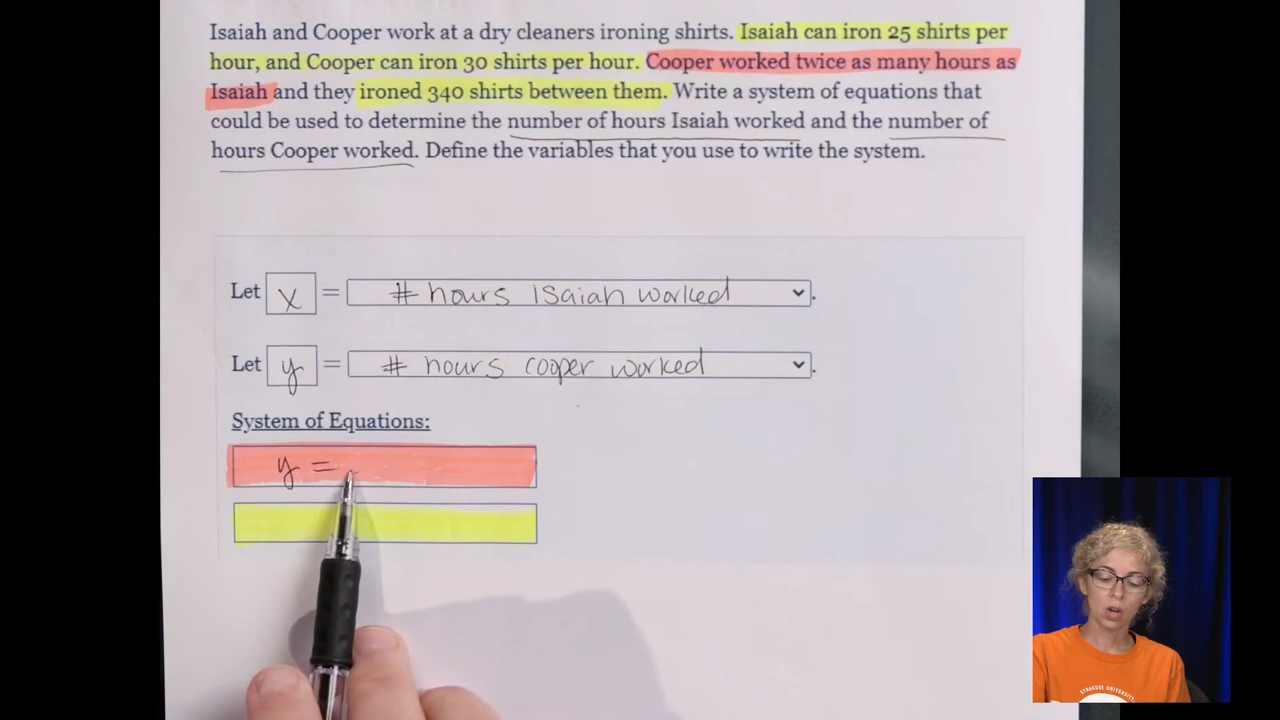 Isaiah and Cooper work at a dry cleaners ironing shirts. Isaiah can iron 25 shirts per
hour, and Cooper can iron 30 shirts per hour. Cooper worked twice as many hours as
Isaiah and they ironed 340 shirts between them. Write a system of equations that
could be used to determine the number of hours Isaiah worked and the number of
hours Cooper worked. Define the variables that you use to write the system.
Let x = # hours Isaiah worked.
Let y = # hours cooper worked.
System of Equations:
y =
SYRACUSE UNIVERSITY